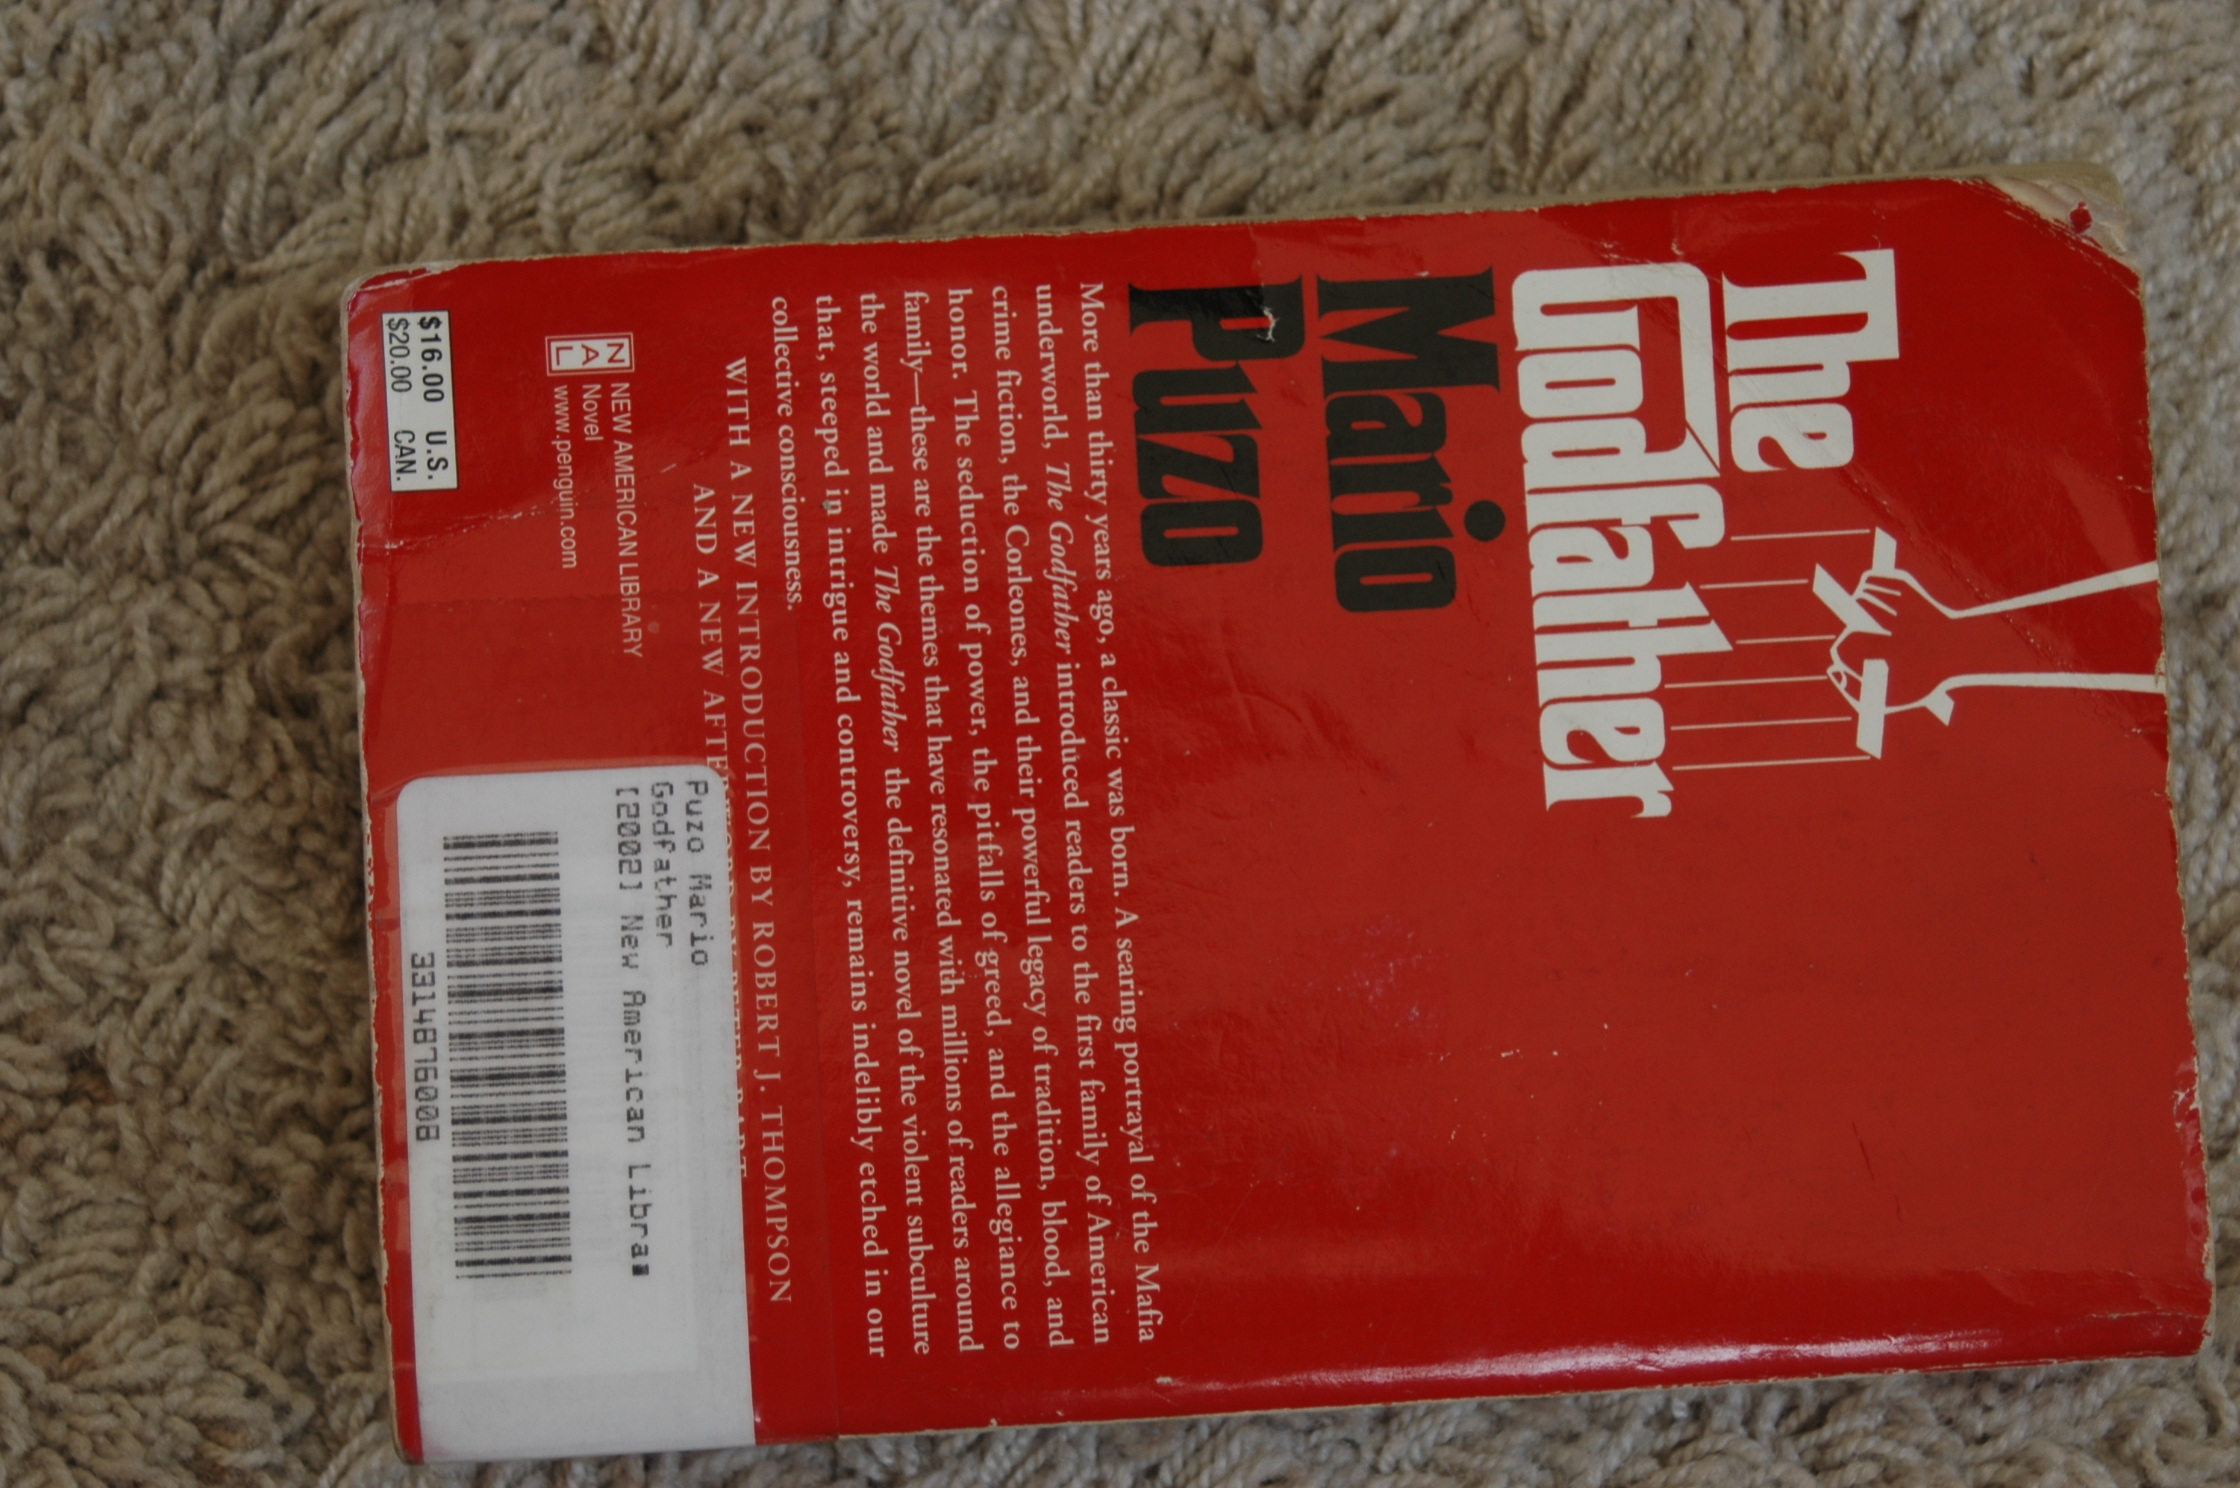 The
Godfather
Mario
Puzo
More than thirty years ago, a classic was born. A searing portrayal of the Mafia
underworld, The Godfather introduced readers to the first family of American
crime fiction, the Corleones, and their powerful legacy of tradition, blood, and
honor. The seduction of power, the pitfalls of greed, and the allegiance to
family—these are the themes that have resonated with millions of readers around
the world and made The Godfather the definitive novel of the violent subculture
that, steeped in intrigue and controversy, remains indelibly etched in our
collective consciousness.
WITH A NEW INTRODUCTION BY ROBERT J. THOMPSON
AND A NEW AFTERWORD BY PETER BART
Puzo Mario
Godfather
[2002] New American Libra
3314876008
NAL
NEW AMERICAN LIBRARY
Novel
www.penguin.com
$16.00 U.S.
$20.00 CAN.